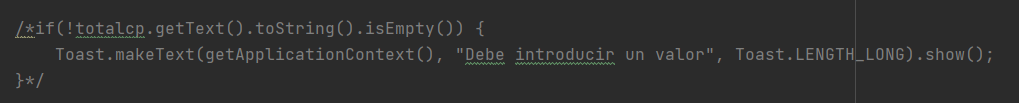 /*if(!totalcp.getText().toString().isEmpty()) {
    Toast.makeText(getApplicationContext(), "Debe introducir un valor", Toast.LENGTH_LONG).show();
}*/